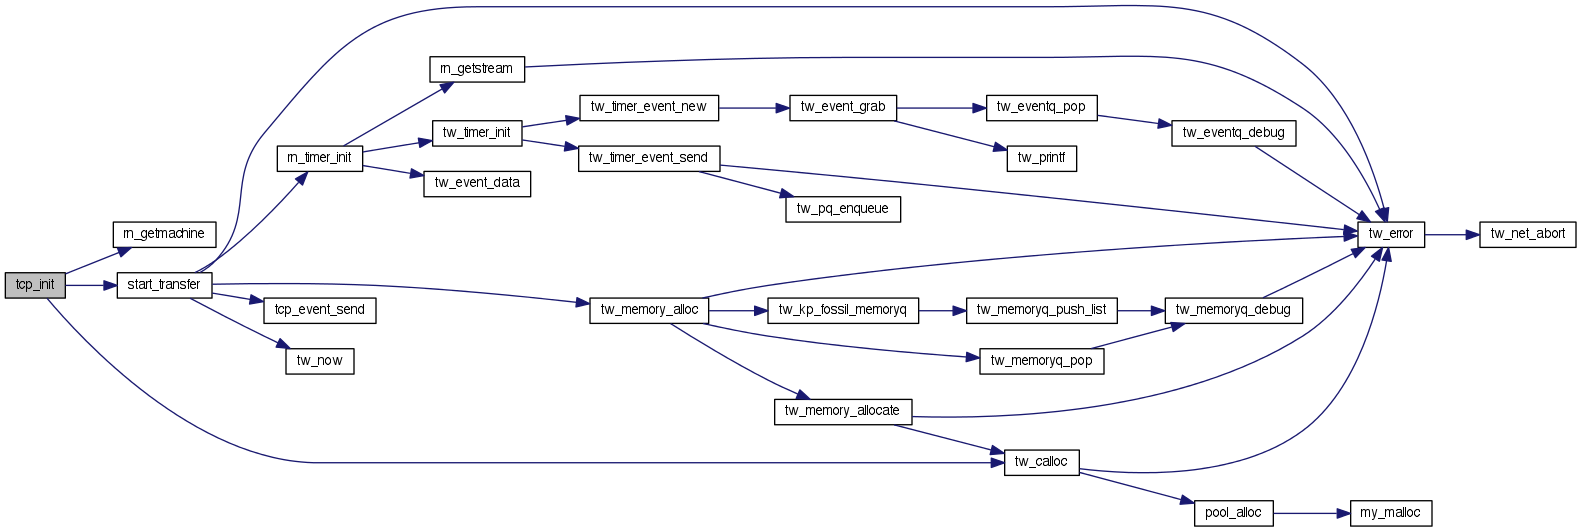 rn_getstream
tw_timer_event_new
tw_event_grab
tw_eventq_pop
tw_timer_init
tw_eventq_debug
rn_timer_init
tw_timer_event_send
tw_printf
tw_event_data
tw_pq_enqueue
rn_getmachine
tw_error
tw_net_abort
tcp_init
start_transfer
tcp_event_send
tw_memory_alloc
tw_kp_fossil_memoryq
tw_memoryq_push_list
tw_memoryq_debug
tw_now
tw_memoryq_pop
tw_memory_allocate
tw_calloc
pool_alloc
my_malloc